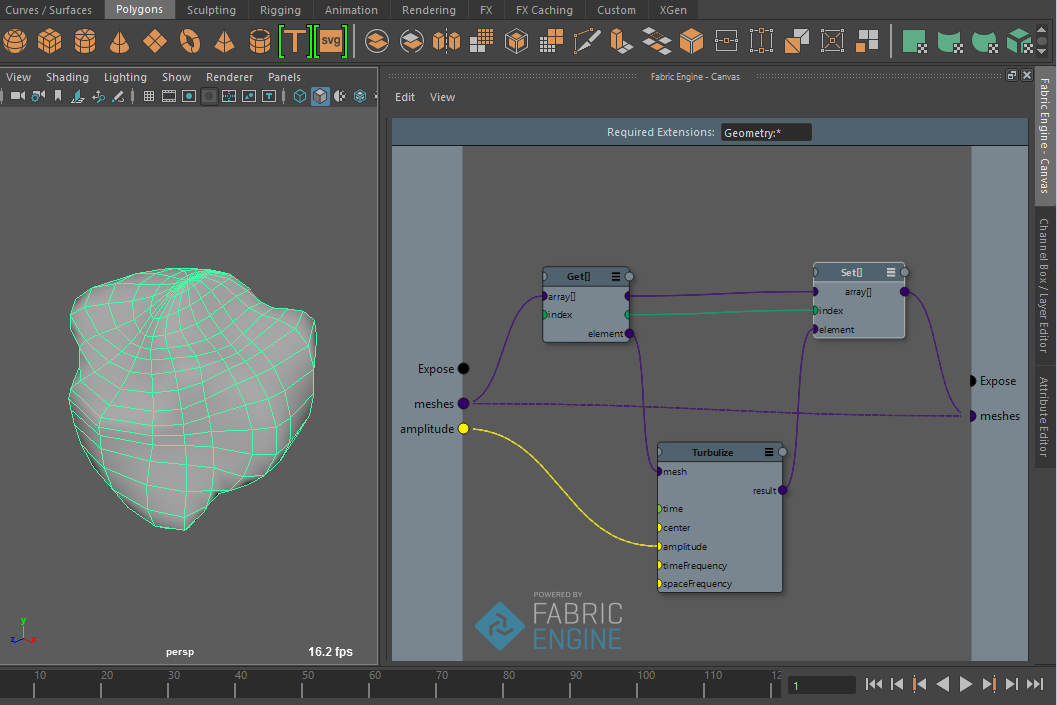 Curves / Surfaces Polygons Sculpting Rigging Animation Rendering FX FX Caching Custom XGen
T svg
View Shading Lighting Show Renderer Panels
Fabric Engine - Canvas
Edit View
Required Extensions: Geometry:*
Get[]
array[]
index
element
Set[]
array[]
index
element
Expose
meshes
amplitude
Expose
meshes
Turbulize
mesh
result
time
center
amplitude
timeFrequency
spaceFrequency
POWERED BY
FABRIC
ENGINE
Fabric Engine - Canvas
Channel Box / Layer Editor
Attribute Editor
y
z x
persp
16.2 fps
10 20 30 40 50 60 70 80 90 100 110 12
1